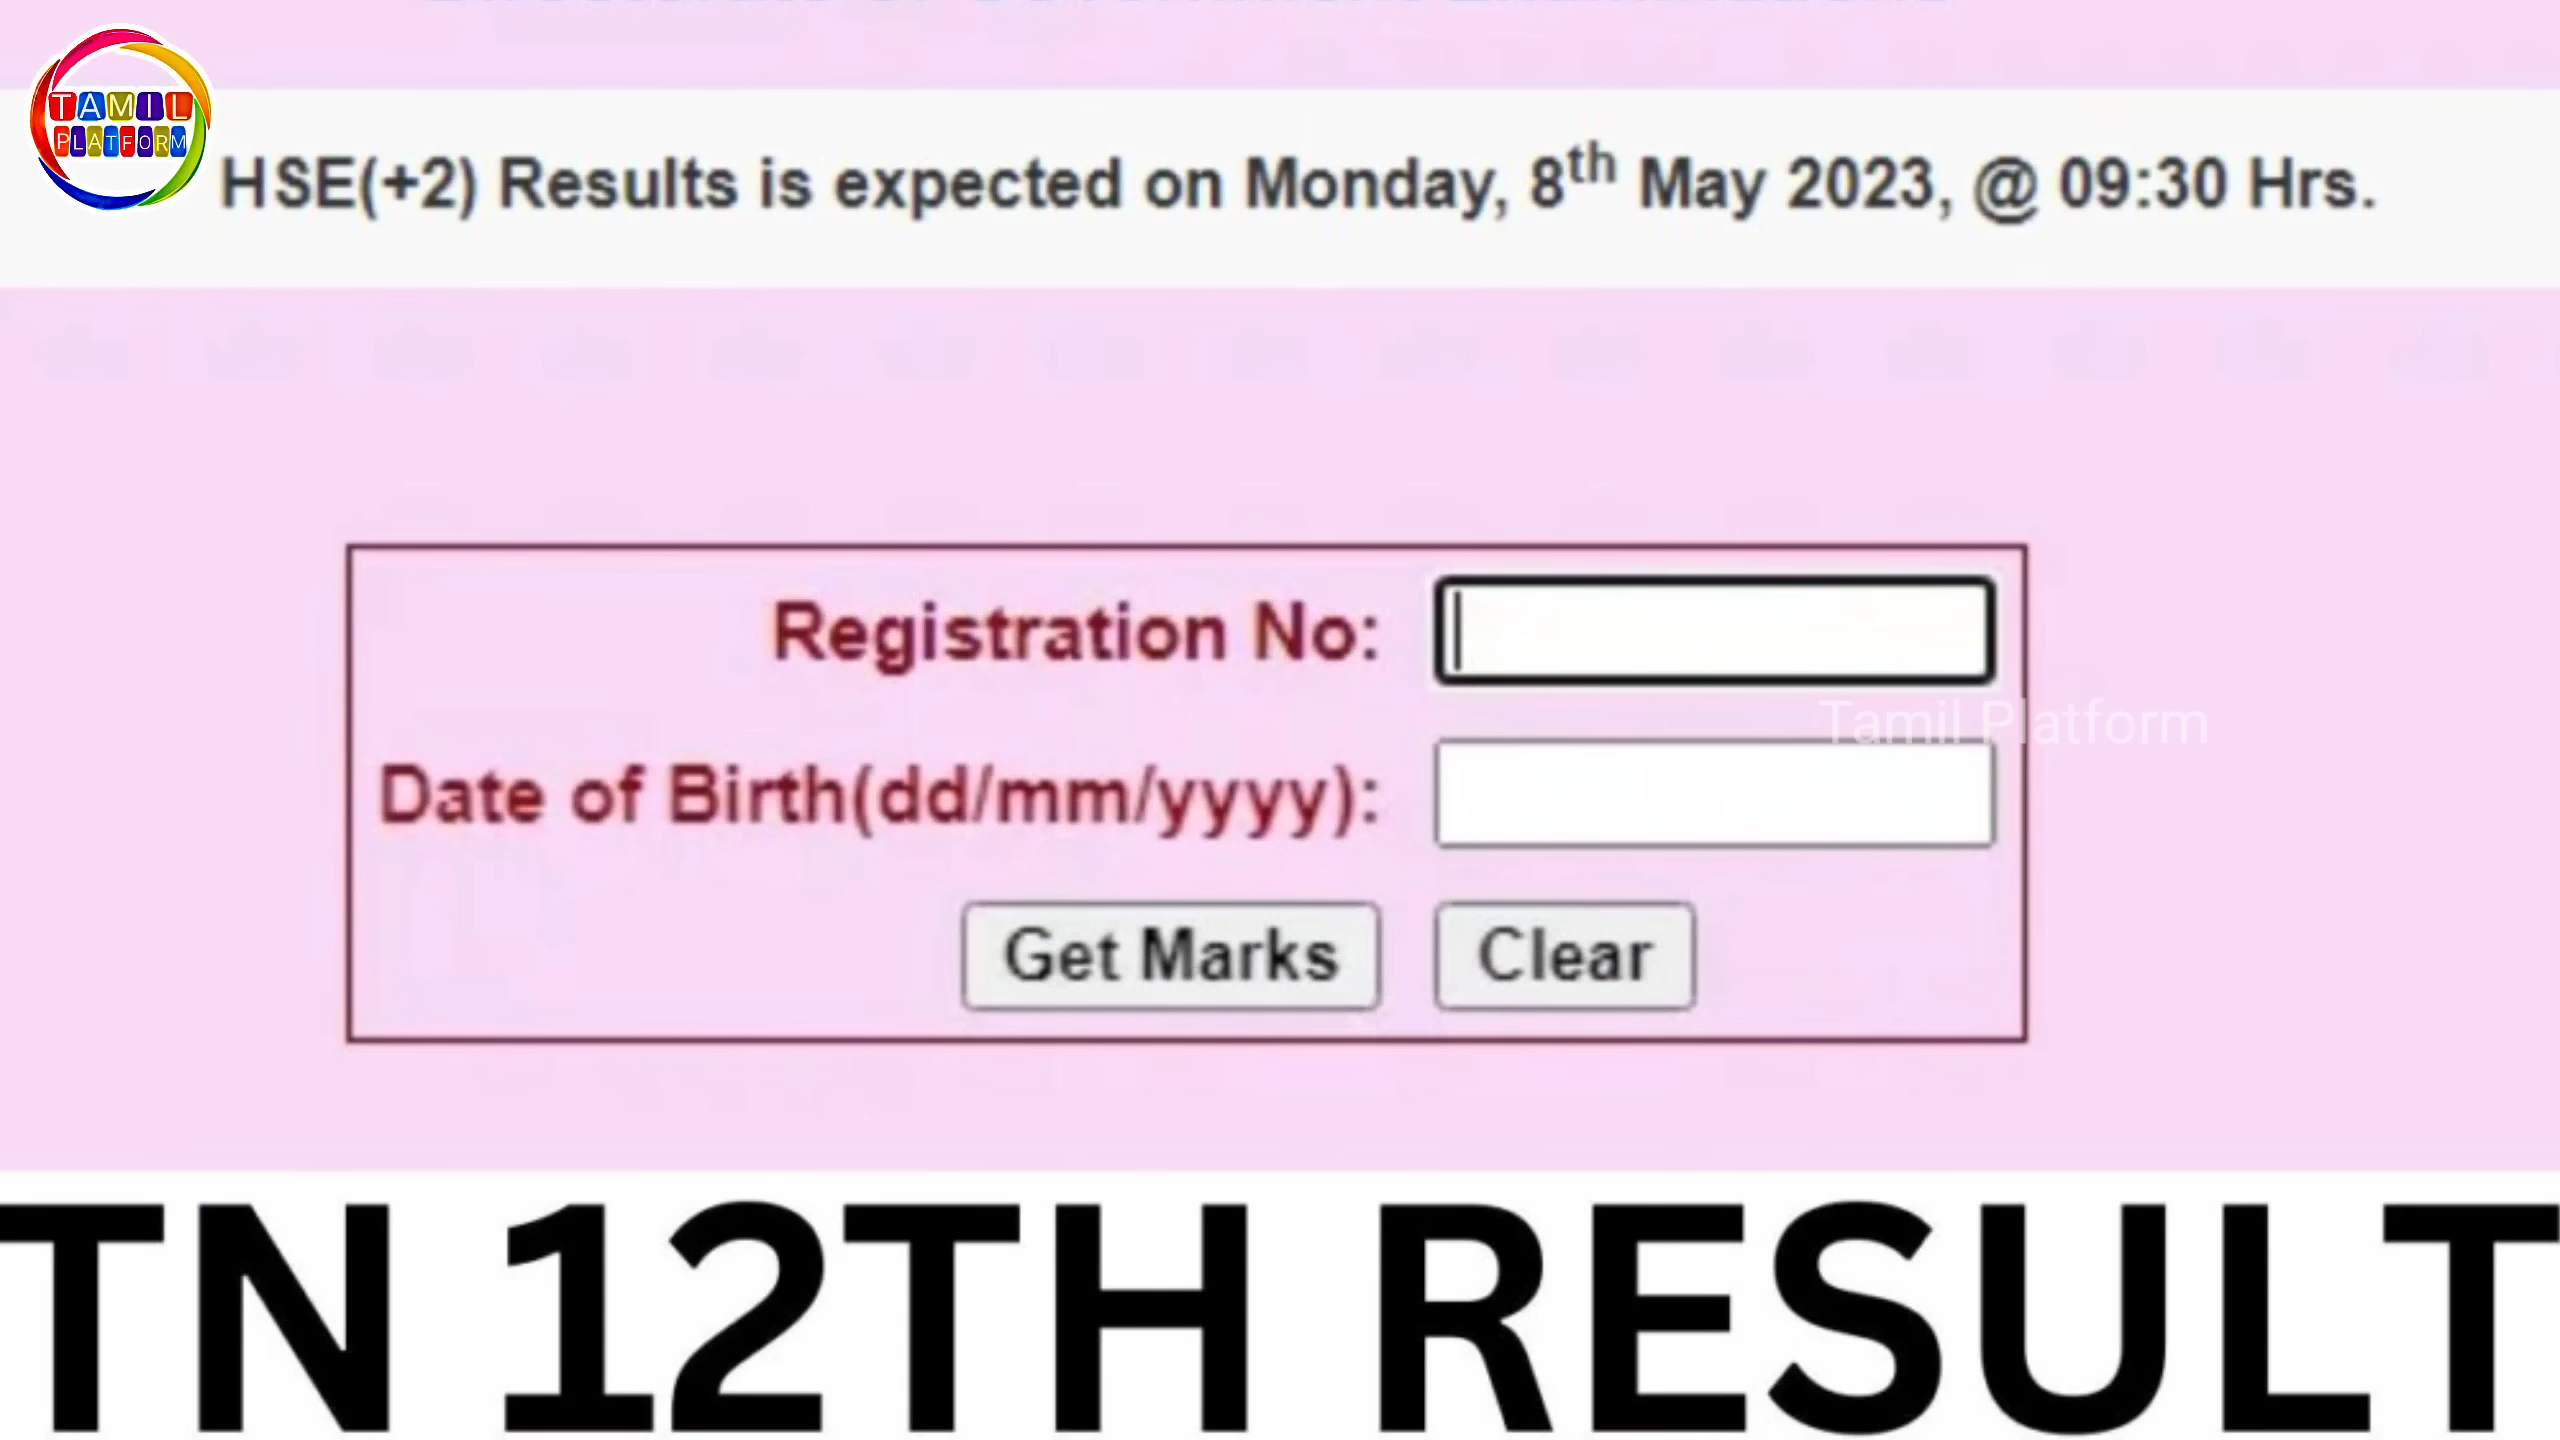 TAMIL
PLATFORM
HSE(+2) Results is expected on Monday, 8th May 2023, @ 09:30 Hrs.
Registration No:
Tamil Platform
Date of Birth(dd/mm/yyyy):
Get Marks Clear
TN 12TH RESULT